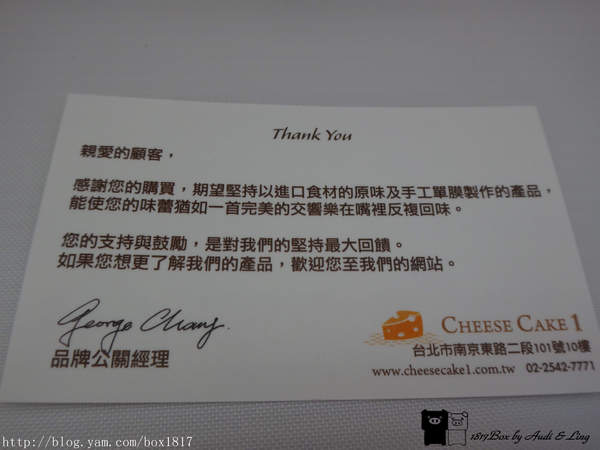 Thank You
親愛的顧客，
感謝您的購買，期望堅持以進口食材的原味及手工單膜製作的產品，
能使您的味蕾猶如一首完美的交響樂在嘴裡反複回味。
您的支持與鼓勵，是對我們的堅持最大回饋。
如果您想更了解我們的產品，歡迎您至我們的網站。
George Chang.
品牌公關經理
CHEESE CAKE 1
台北市南京東路二段101號10樓
www.cheesecake1.com.tw 02-2542-7771
http://blog.yam.com/box1817
1817Box by Audi & Ling